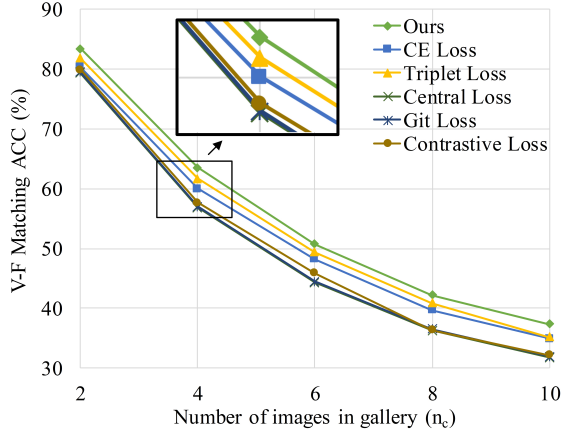 90
80
70
60
50
40
30
V-F Matching ACC (%)
Ours
CE Loss
Triplet Loss
Central Loss
Git Loss
Contrastive Loss
2 4 6 8 10
Number of images in gallery (nc)